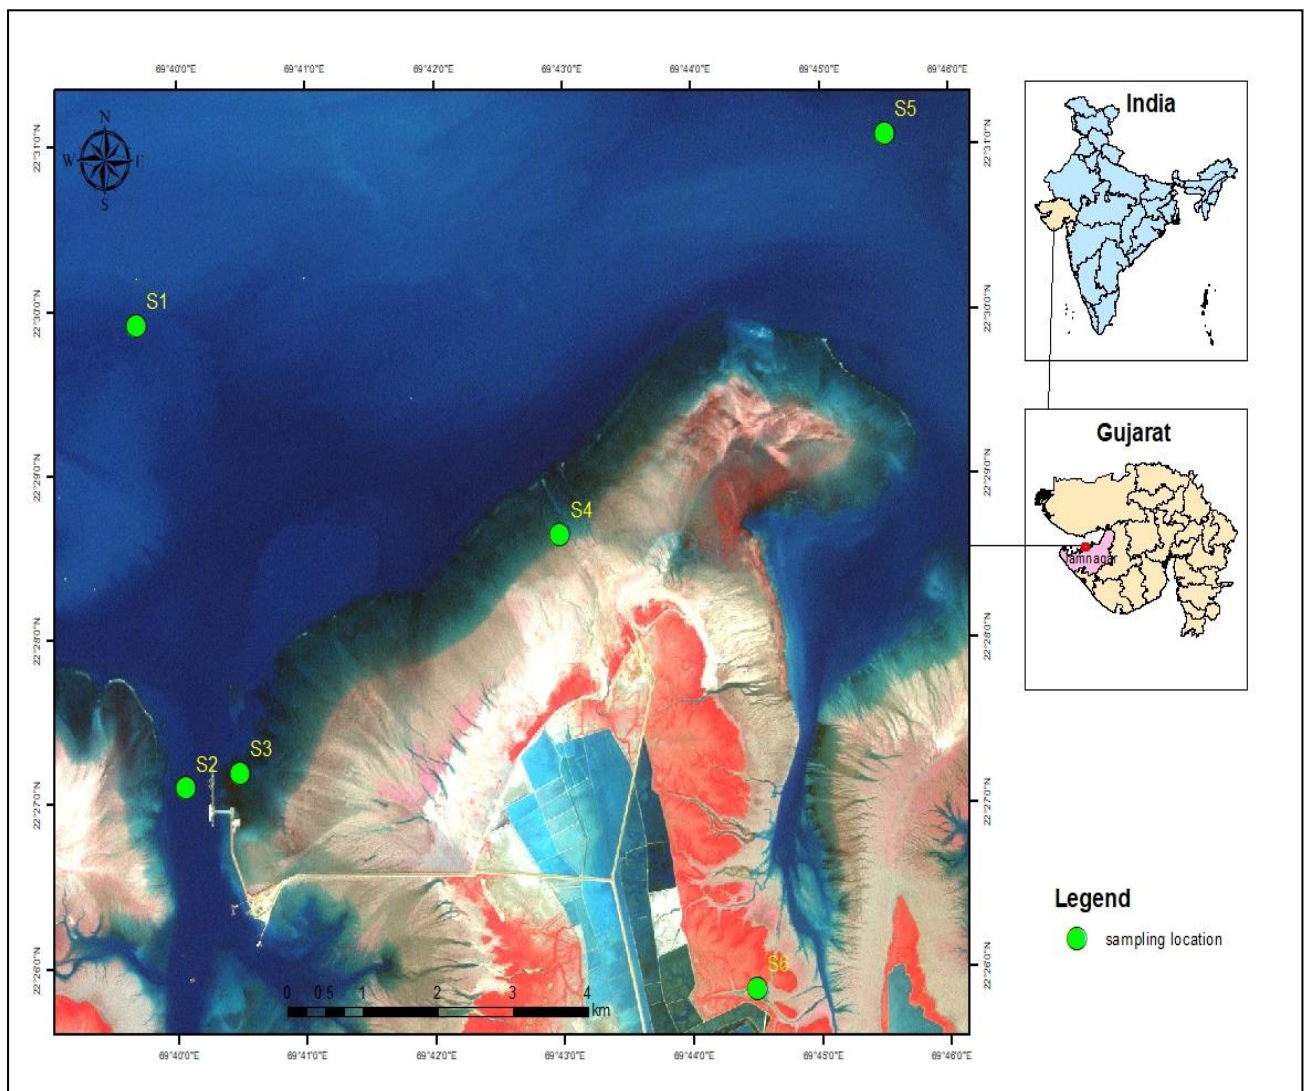 69°40'0"E 69°41'0"E 69°42'0"E 69°43'0"E 69°44'0"E 69°45'0"E 69°46'0"E
N
W E
S
S5
S1
S4
S3
S2
S6
22°31'0"N
22°30'0"N
22°29'0"N
22°28'0"N
22°27'0"N
22°26'0"N
22°31'0"N
22°30'0"N
22°29'0"N
22°28'0"N
22°27'0"N
22°26'0"N
0 0.5 1 2 3 4
km
69°40'0"E 69°41'0"E 69°42'0"E 69°43'0"E 69°44'0"E 69°45'0"E 69°46'0"E
India
Gujarat
Jamnagar
Legend
sampling location